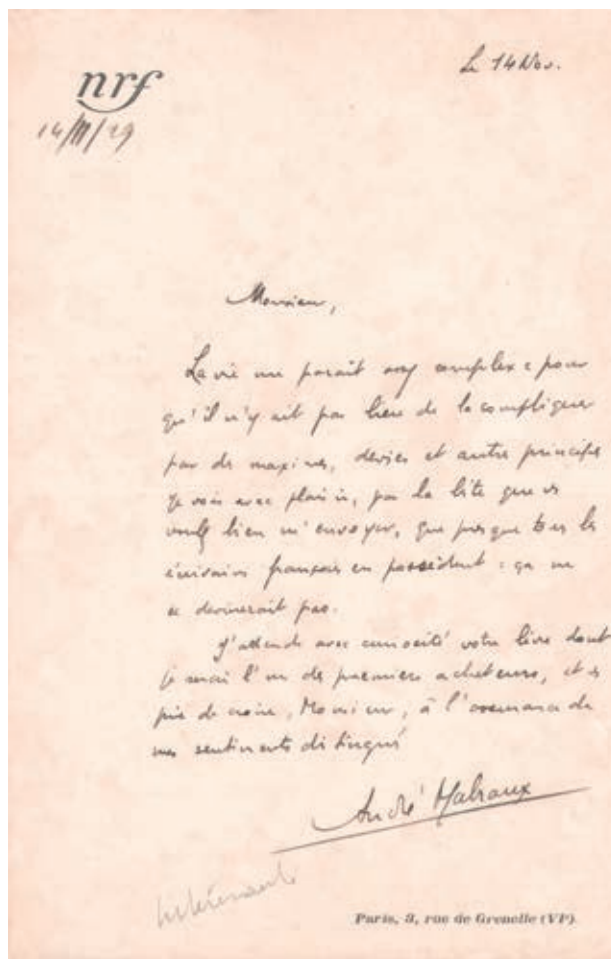 Le 14 Nov.
nrf
14/11/29
Monsieur,
La vie me paraît assez complexe pour
qu'il n'y ait pas lieu de la compliquer
par des maximes, devises et autres principes
Je vois avec plaisir, par la liste que vs
voulez bien m'envoyer, que presque tous les
écrivains français en possèdent : ça ne
se devinerait pas.
J'attends avec curiosité votre livre dont
je serai l'un des premiers acheteurs, et vs
prie de croire, Monsieur, à l'assurance de
mes sentiments distingués
André Malraux
Paris, 3, rue de Grenelle (VIe)